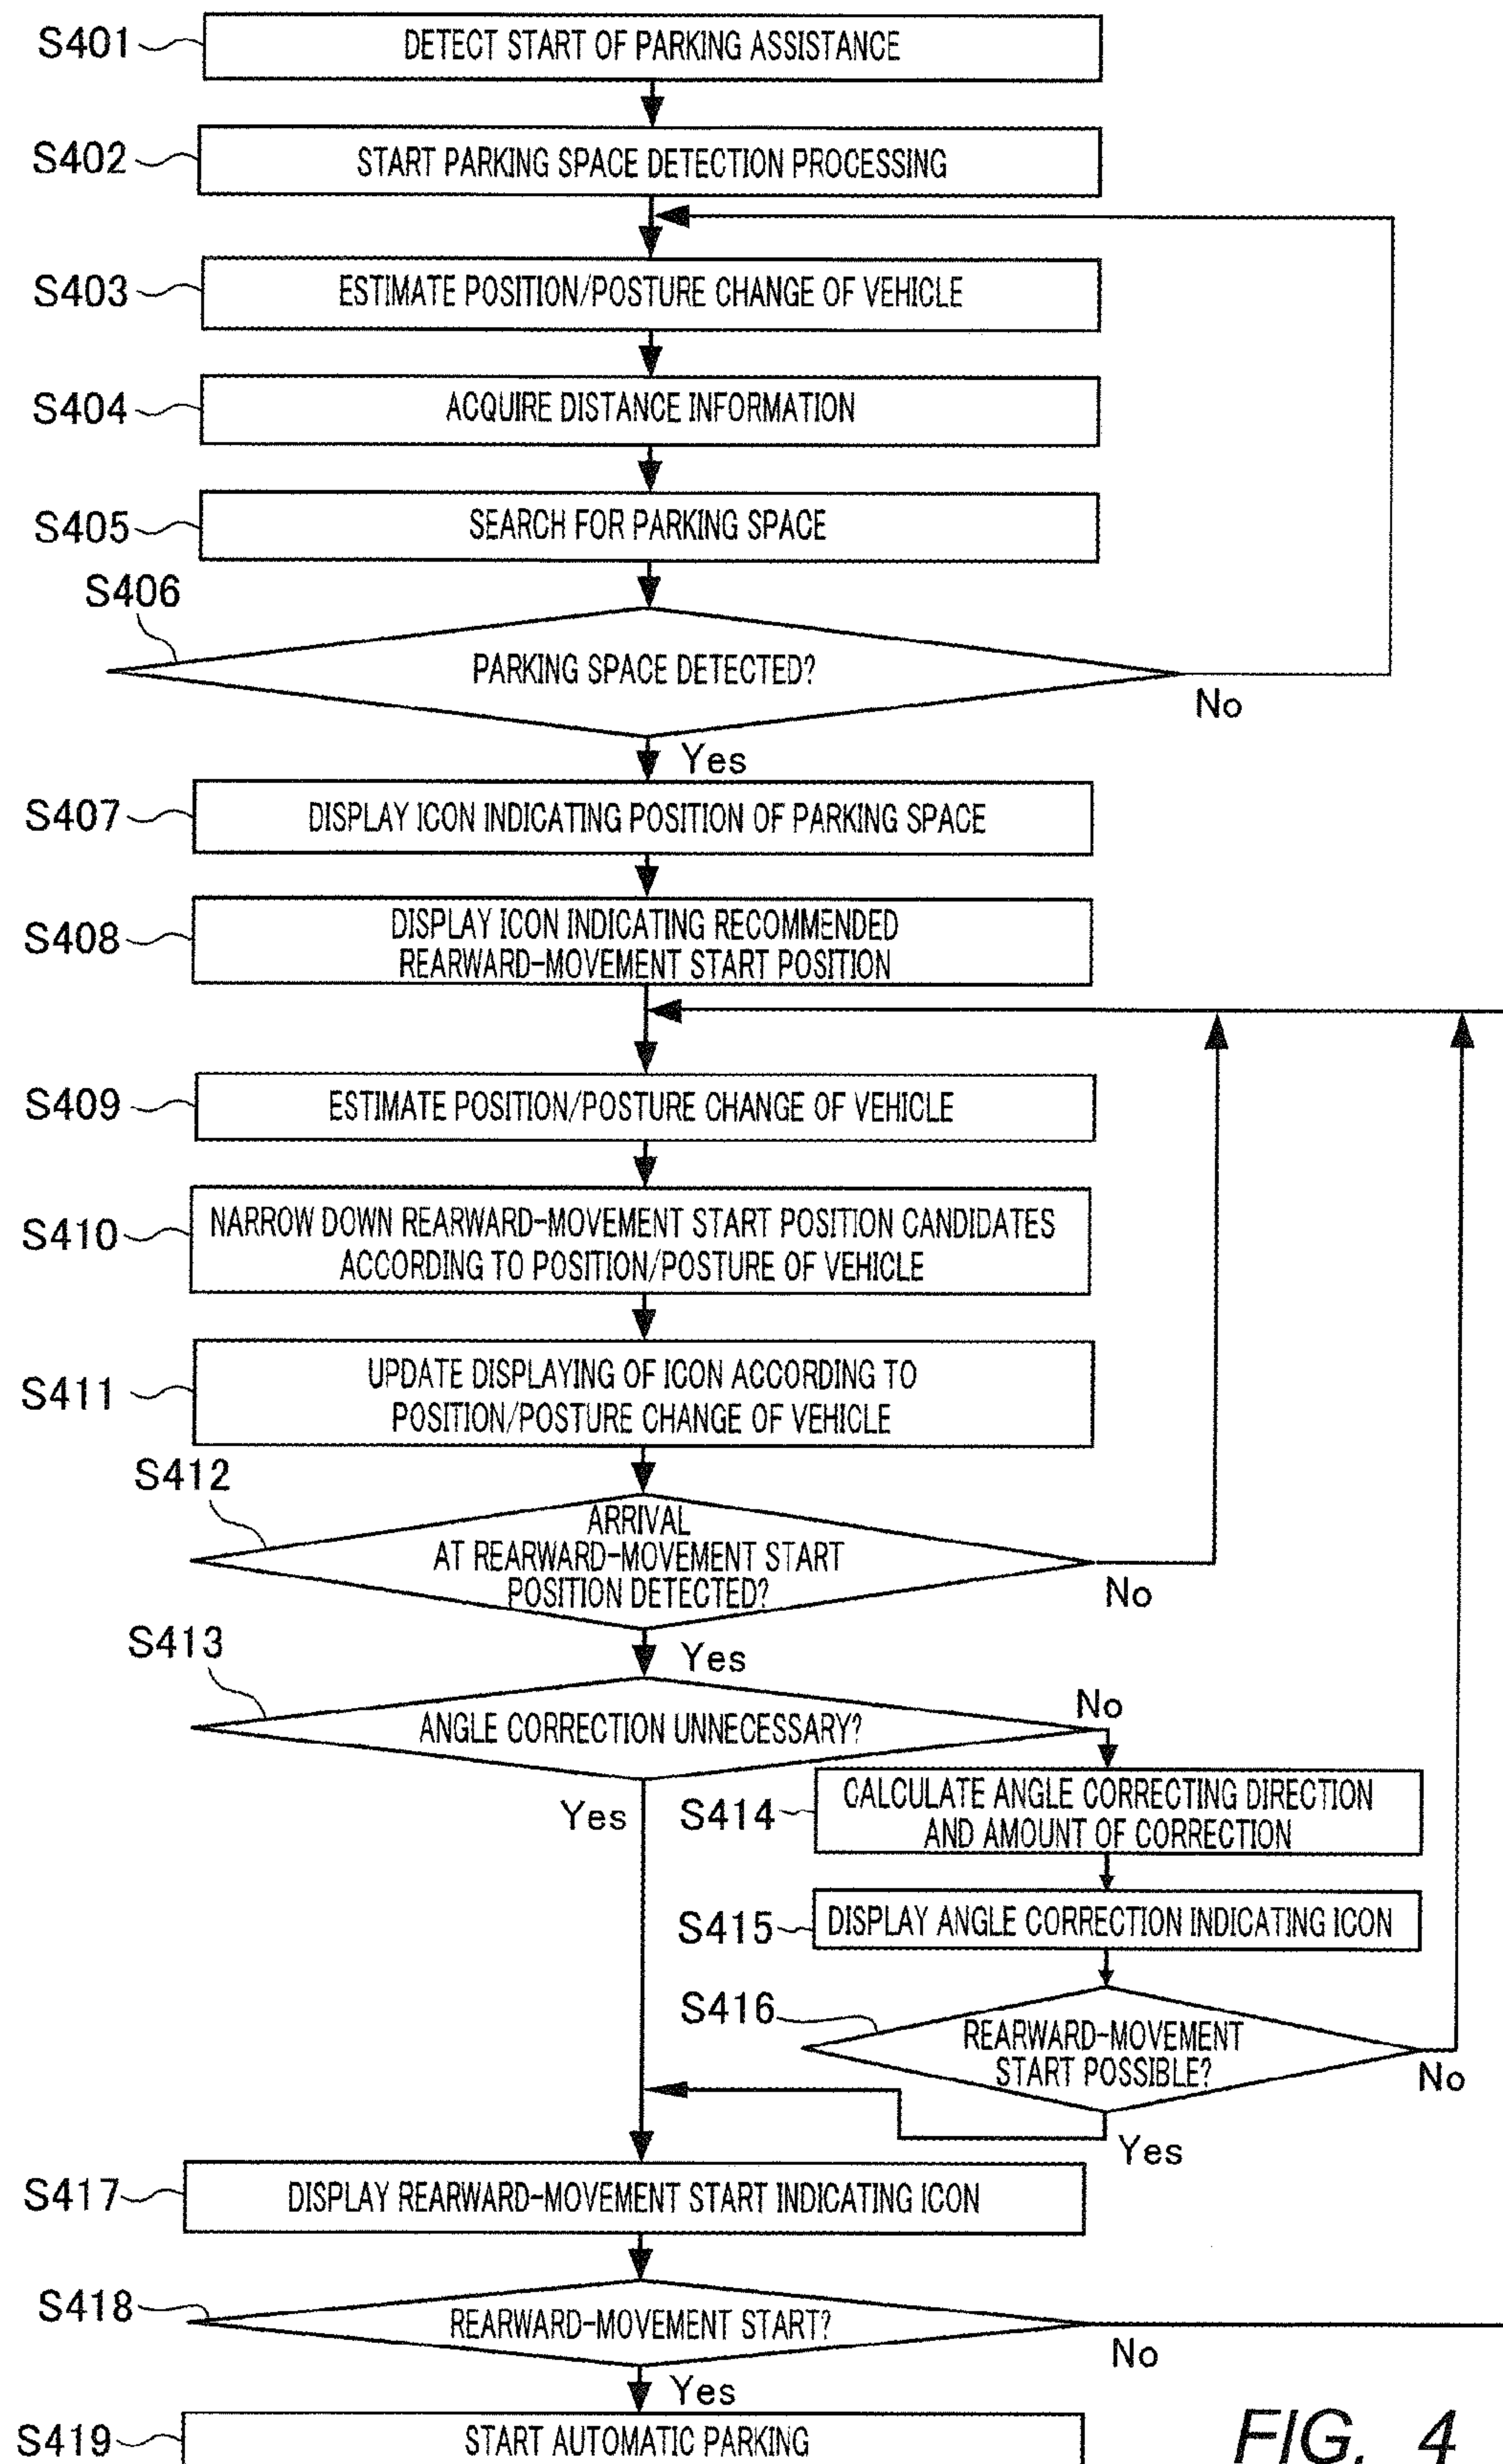 S401
DETECT START OF PARKING ASSISTANCE
S402
START PARKING SPACE DETECTION PROCESSING
S403
ESTIMATE POSITION/POSTURE CHANGE OF VEHICLE
S404
ACQUIRE DISTANCE INFORMATION
S405
SEARCH FOR PARKING SPACE
S406
PARKING SPACE DETECTED?
No
Yes
S407
DISPLAY ICON INDICATING POSITION OF PARKING SPACE
S408
DISPLAY ICON INDICATING RECOMMENDED
REARWARD-MOVEMENT START POSITION
S409
ESTIMATE POSITION/POSTURE CHANGE OF VEHICLE
S410
NARROW DOWN REARWARD-MOVEMENT START POSITION CANDIDATES
ACCORDING TO POSITION/POSTURE OF VEHICLE
S411
UPDATE DISPLAYING OF ICON ACCORDING TO
POSITION/POSTURE CHANGE OF VEHICLE
S412
ARRIVAL
AT REARWARD-MOVEMENT START
POSITION DETECTED?
No
Yes
S413
ANGLE CORRECTION UNNECESSARY?
No
Yes
S414
CALCULATE ANGLE CORRECTING DIRECTION
AND AMOUNT OF CORRECTION
S415
DISPLAY ANGLE CORRECTION INDICATING ICON
S416
REARWARD-MOVEMENT
START POSSIBLE?
No
Yes
S417
DISPLAY REARWARD-MOVEMENT START INDICATING ICON
S418
REARWARD-MOVEMENT START?
No
Yes
S419
START AUTOMATIC PARKING
FIG. 4